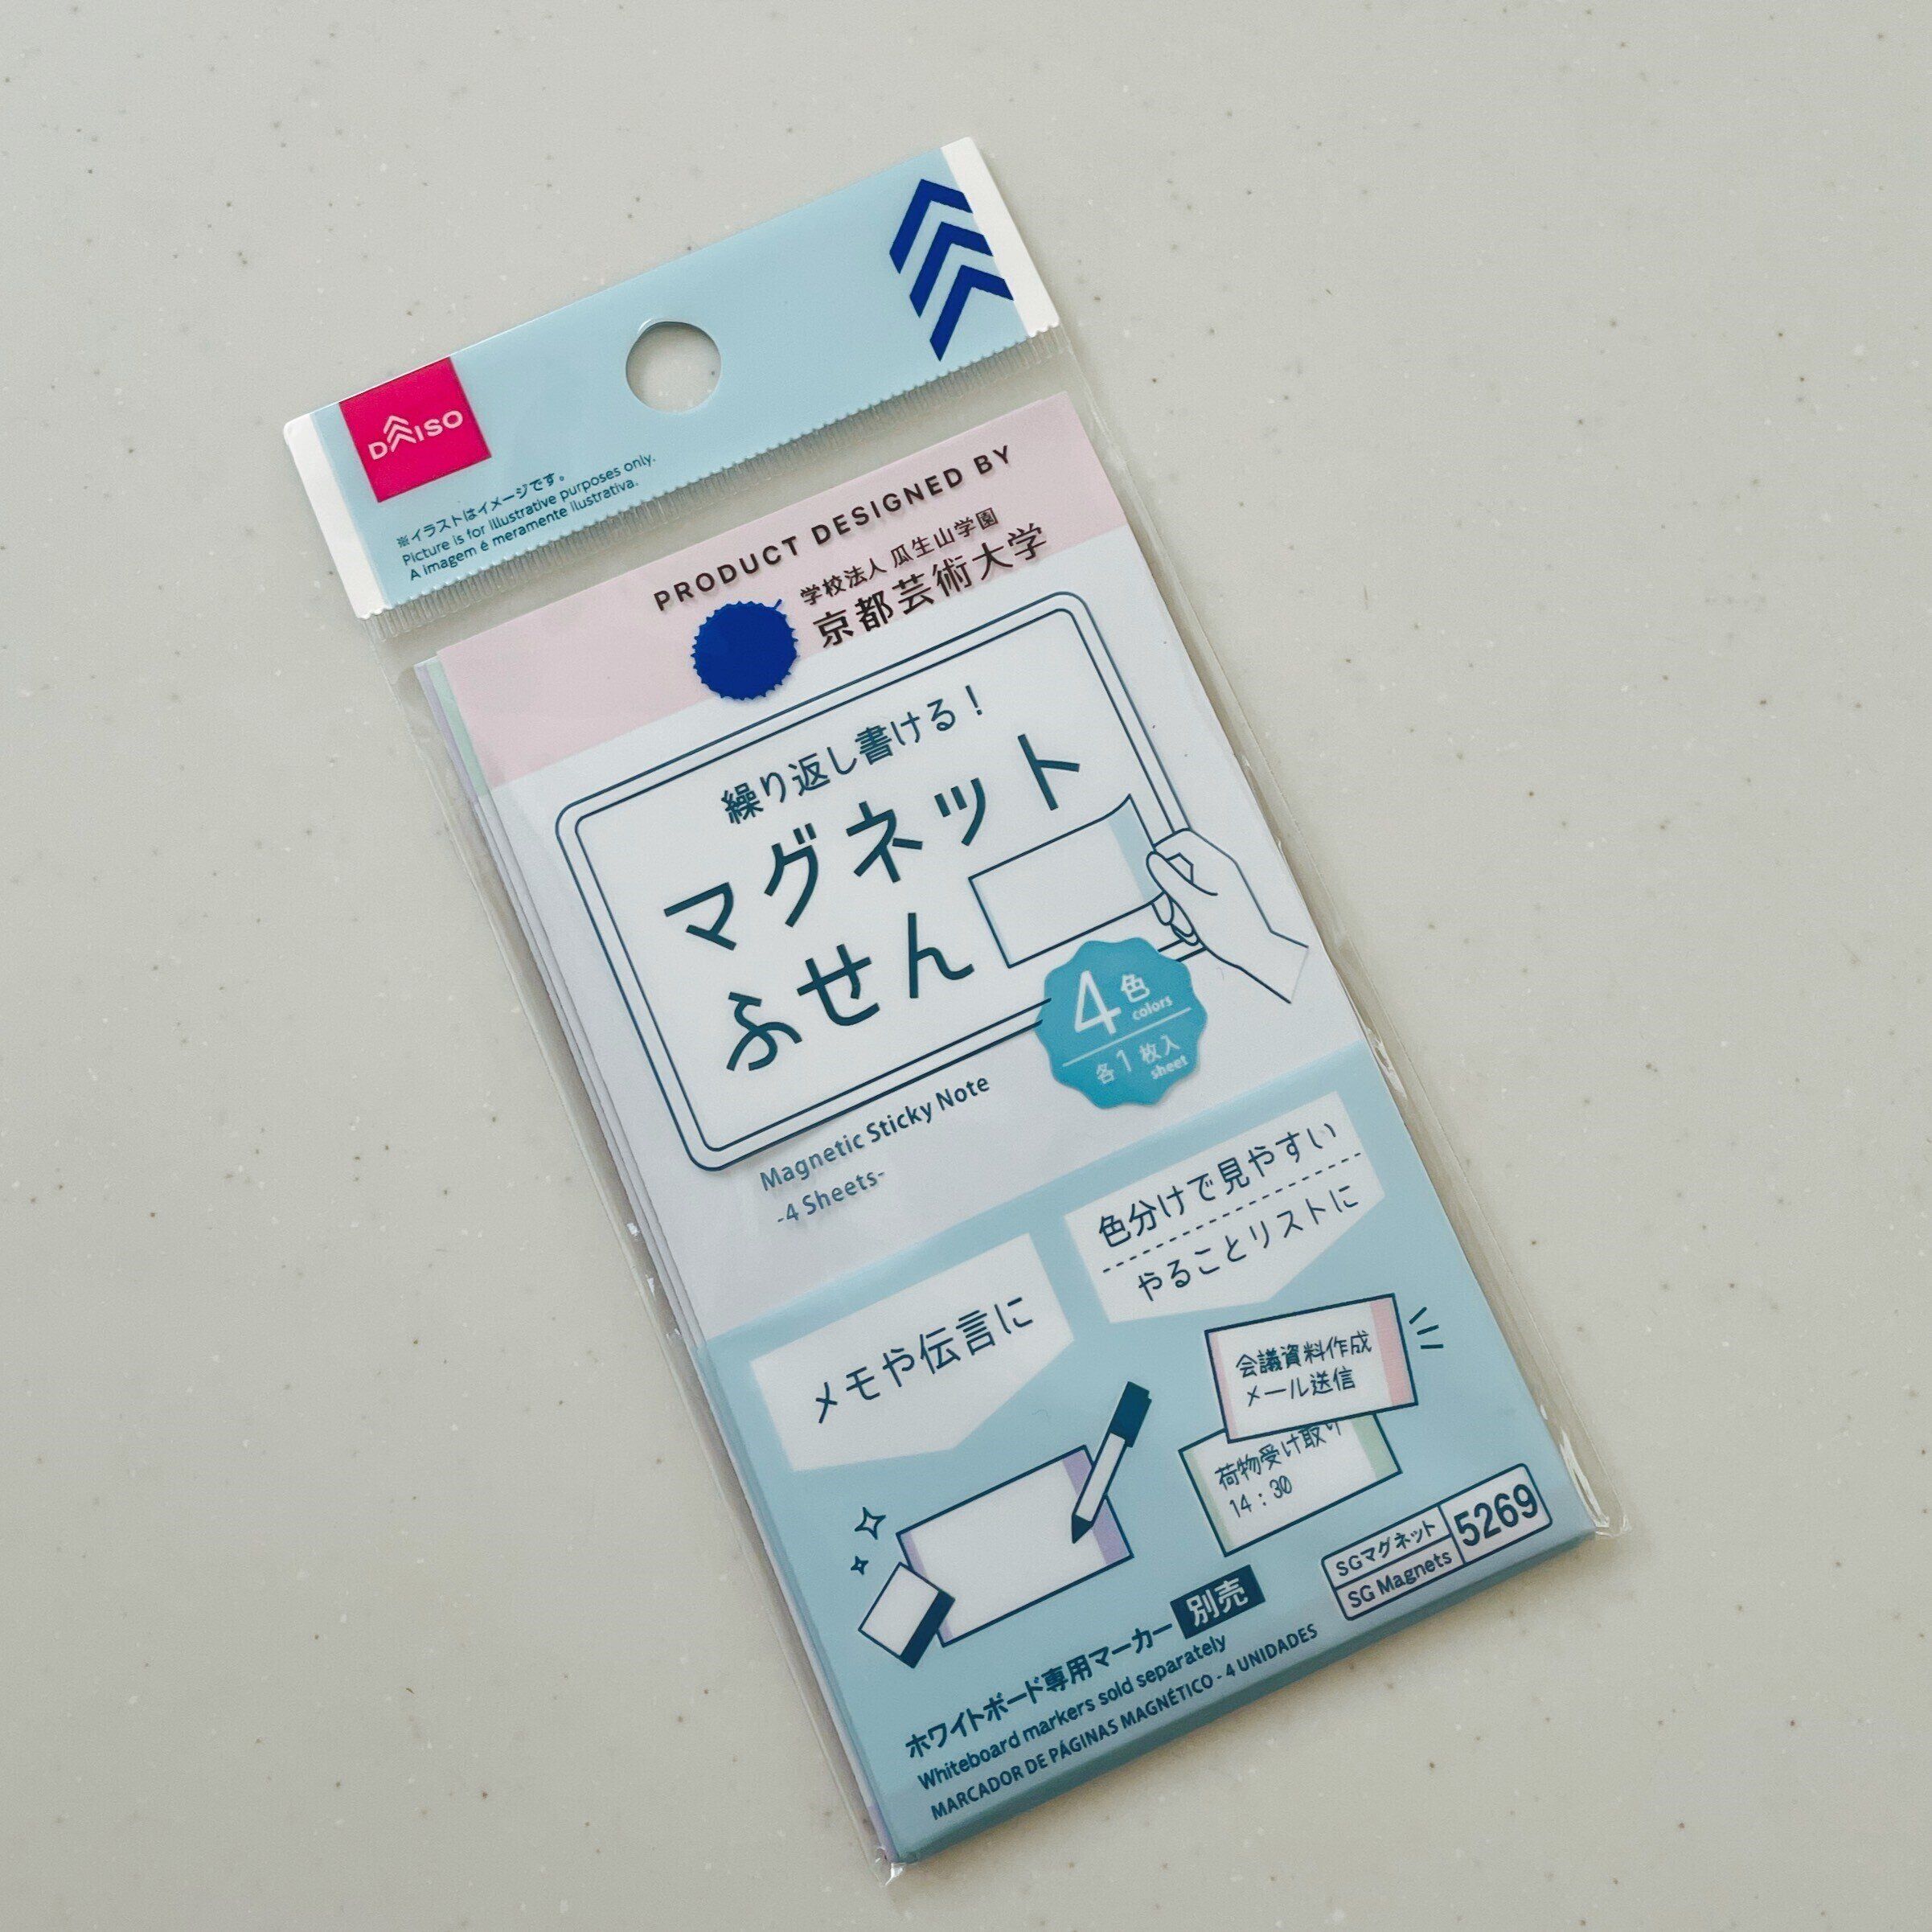 DAISO
※イラストはイメージです。
Picture is for illustrative purposes only.
A imagem é meramente ilustrativa.
PRODUCT DESIGNED BY
学校法人 瓜生山学園
京都芸術大学
繰り返し書ける！
マグネット
ふせん
4色
colors
各1枚入
sheet
Magnetic Sticky Note
-4 Sheets-
メモや伝言に
色分けで見やすい
やることリストに
会議資料作成
メール送信
荷物受け取り
14：30
SGマグネット
SG Magnets
5269
ホワイトボード専用マーカー 別売
Whiteboard markers sold separately
MARCADOR DE PÁGINAS MAGNÉTICO - 4 UNIDADES